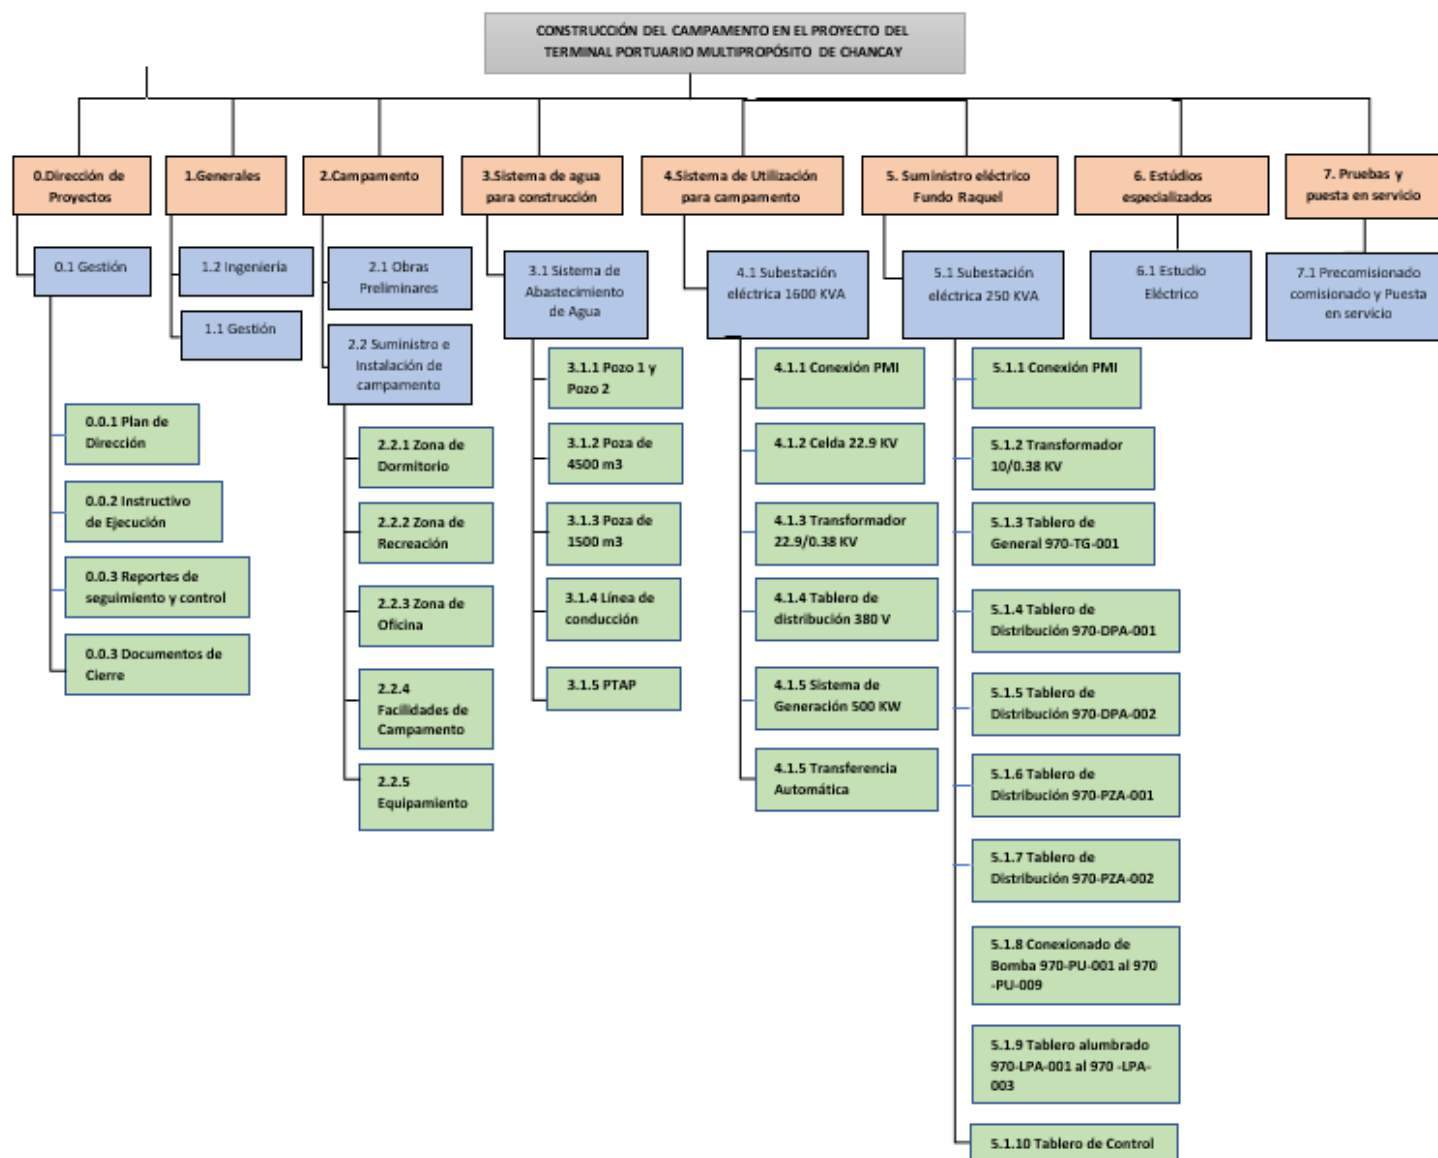 CONSTRUCCIÓN DEL CAMPAMENTO EN EL PROYECTO DEL
TERMINAL PORTUARIO MULTIPROPÓSITO DE CHANCAY
0.Dirección de
Proyectos
1.Generales
2.Campamento
3.Sistema de agua
para construcción
4.Sistema de Utilización
para campamento
5. Suministro eléctrico
Fundo Raquel
6. Estúdios
especializados
7. Pruebas y
puesta en servicio
0.1 Gestión
0.0.1 Plan de
Dirección
0.0.2 Instructivo
de Ejecución
0.0.3 Reportes de
seguimiento y control
0.0.3 Documentos de
Cierre
1.2 Ingeniería
1.1 Gestión
2.1 Obras
Preliminares
2.2 Suministro e
Instalación de
campamento
2.2.1 Zona de
Dormitorio
2.2.2 Zona de
Recreación
2.2.3 Zona de
Oficina
2.2.4
Facilidades de
Campamento
2.2.5
Equipamiento
3.1 Sistema de
Abastecimiento
de Agua
3.1.1 Pozo 1 y
Pozo 2
3.1.2 Poza de
4500 m3
3.1.3 Poza de
1500 m3
3.1.4 Línea de
conducción
3.1.5 PTAP
4.1 Subestación
eléctrica 1600 KVA
4.1.1 Conexión PMI
4.1.2 Celda 22.9 KV
4.1.3 Transformador
22.9/0.38 KV
4.1.4 Tablero de
distribución 380 V
4.1.5 Sistema de
Generación 500 KW
4.1.5 Transferencia
Automática
5.1 Subestación
eléctrica 250 KVA
5.1.1 Conexión PMI
5.1.2 Transformador
10/0.38 KV
5.1.3 Tablero de
General 970-TG-001
5.1.4 Tablero de
Distribución 970-DPA-001
5.1.5 Tablero de
Distribución 970-DPA-002
5.1.6 Tablero de
Distribución 970-PZA-001
5.1.7 Tablero de
Distribución 970-PZA-002
5.1.8 Conexionado de
Bomba 970-PU-001 al 970
-PU-009
5.1.9 Tablero alumbrado
970-LPA-001 al 970 -LPA-
003
5.1.10 Tablero de Control
6.1 Estudio
Eléctrico
7.1 Precomisionado
comisionado y Puesta
en servicio